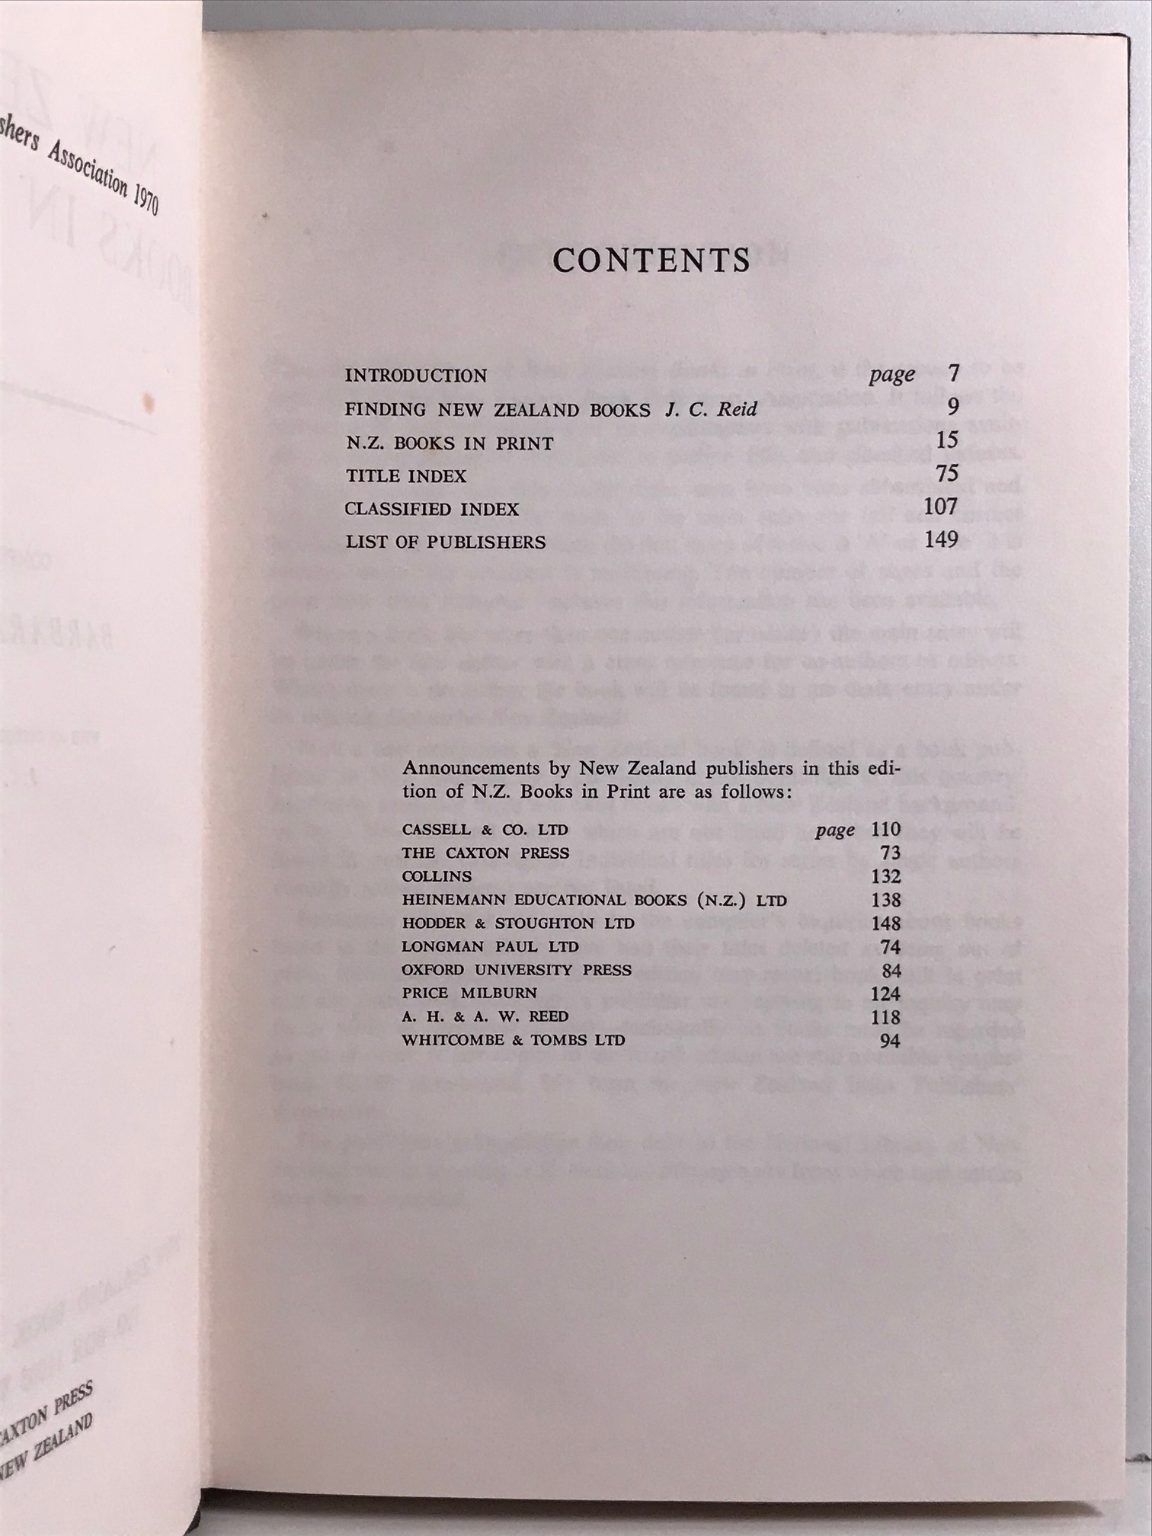 shers Association 1970
CAXTON PRESS
NEW ZEALAND
CONTENTS
INTRODUCTION page 7
FINDING NEW ZEALAND BOOKS J. C. Reid 9
N.Z. BOOKS IN PRINT 15
TITLE INDEX 75
CLASSIFIED INDEX 107
LIST OF PUBLISHERS 149
Announcements by New Zealand publishers in this edi-
tion of N.Z. Books in Print are as follows:
CASSELL & CO. LTD page 110
THE CAXTON PRESS 73
COLLINS 132
HEINEMANN EDUCATIONAL BOOKS (N.Z.) LTD 138
HODDER & STOUGHTON LTD 148
LONGMAN PAUL LTD 74
OXFORD UNIVERSITY PRESS 84
PRICE MILBURN 124
A. H. & A. W. REED 118
WHITCOMBE & TOMBS LTD 94